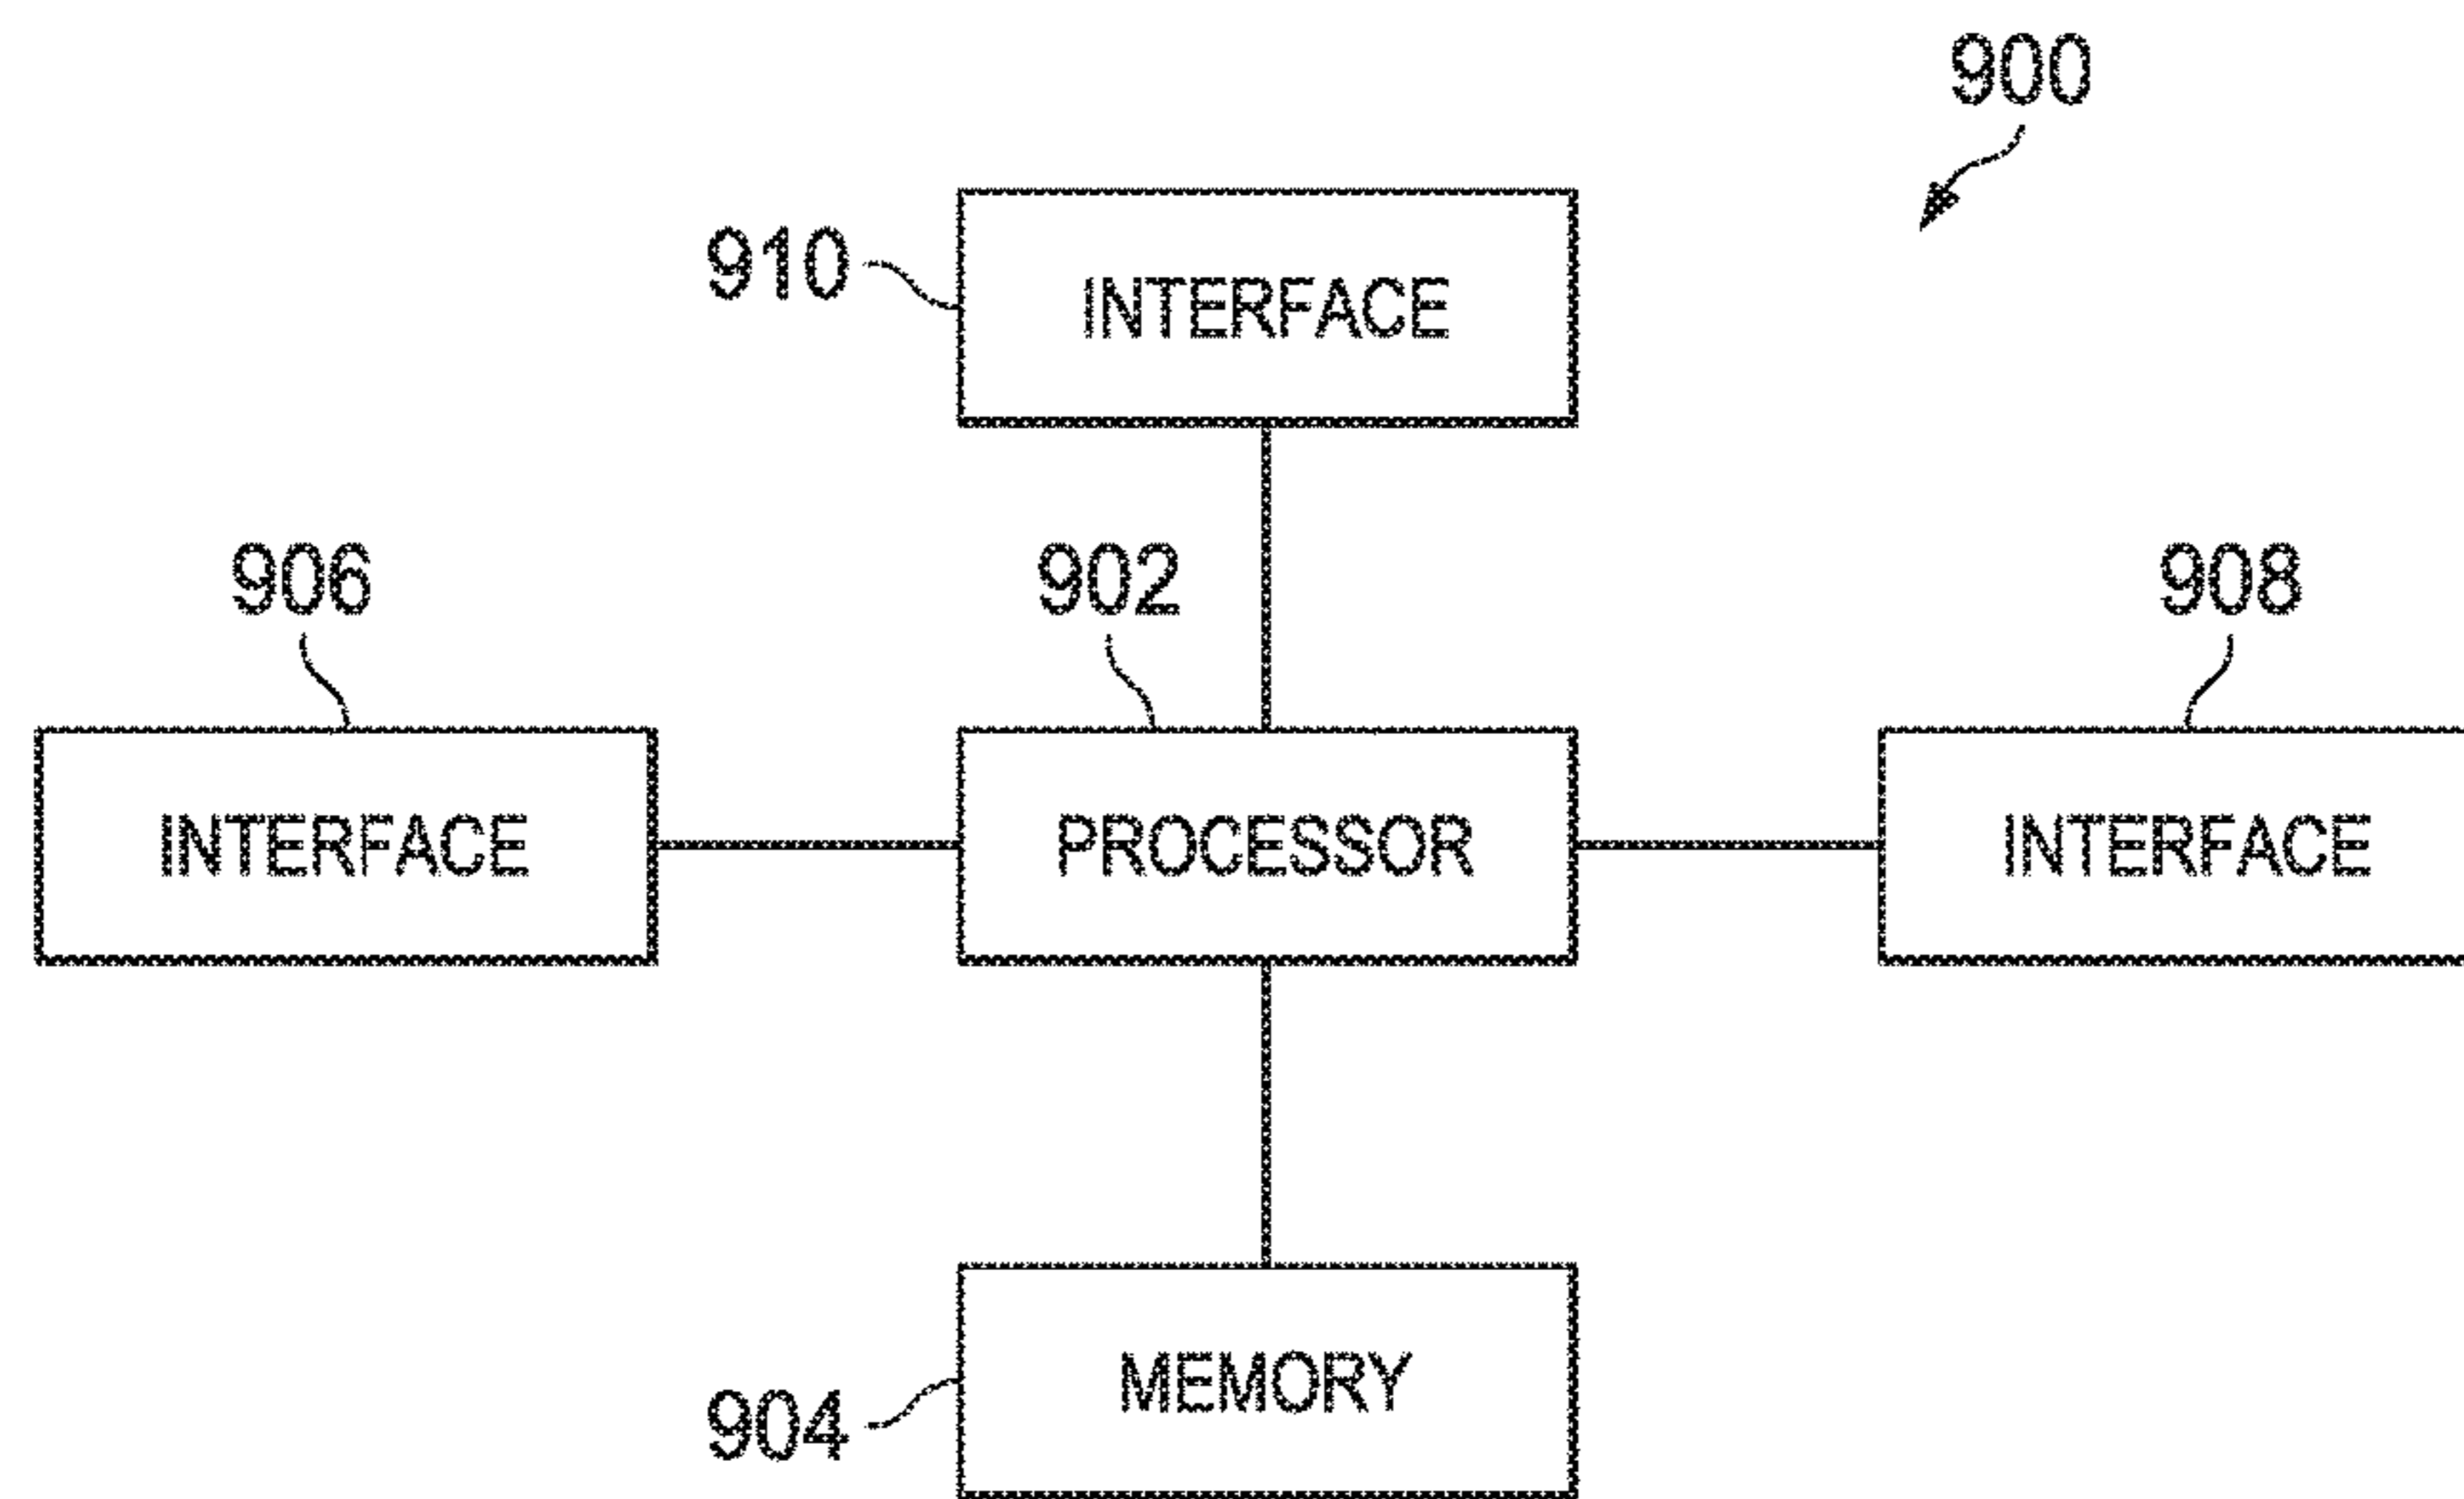 900
910
INTERFACE
906
902
908
INTERFACE
PROCESSOR
INTERFACE
904
MEMORY